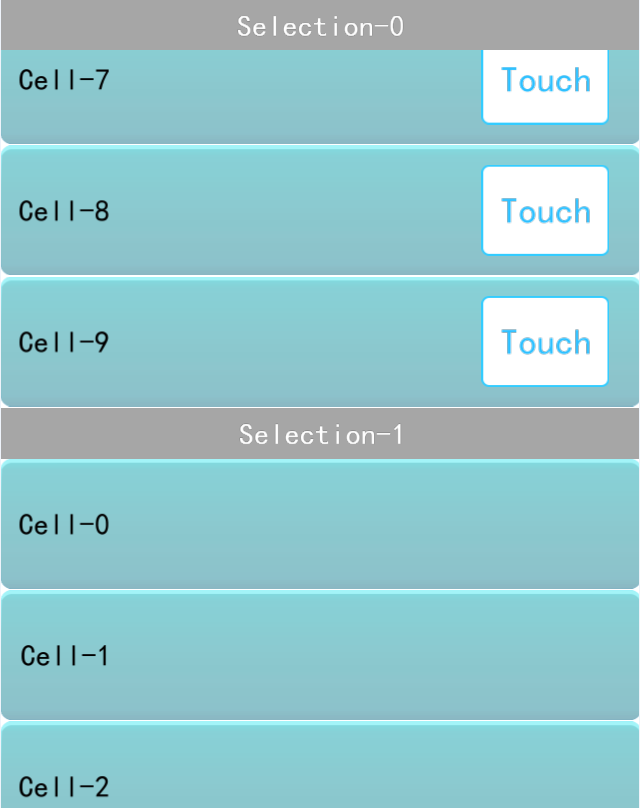 Selection-0
Cell-7 Touch
Cell-8 Touch
Cell-9 Touch
Selection-1
Cell-0
Cell-1
Cell-2